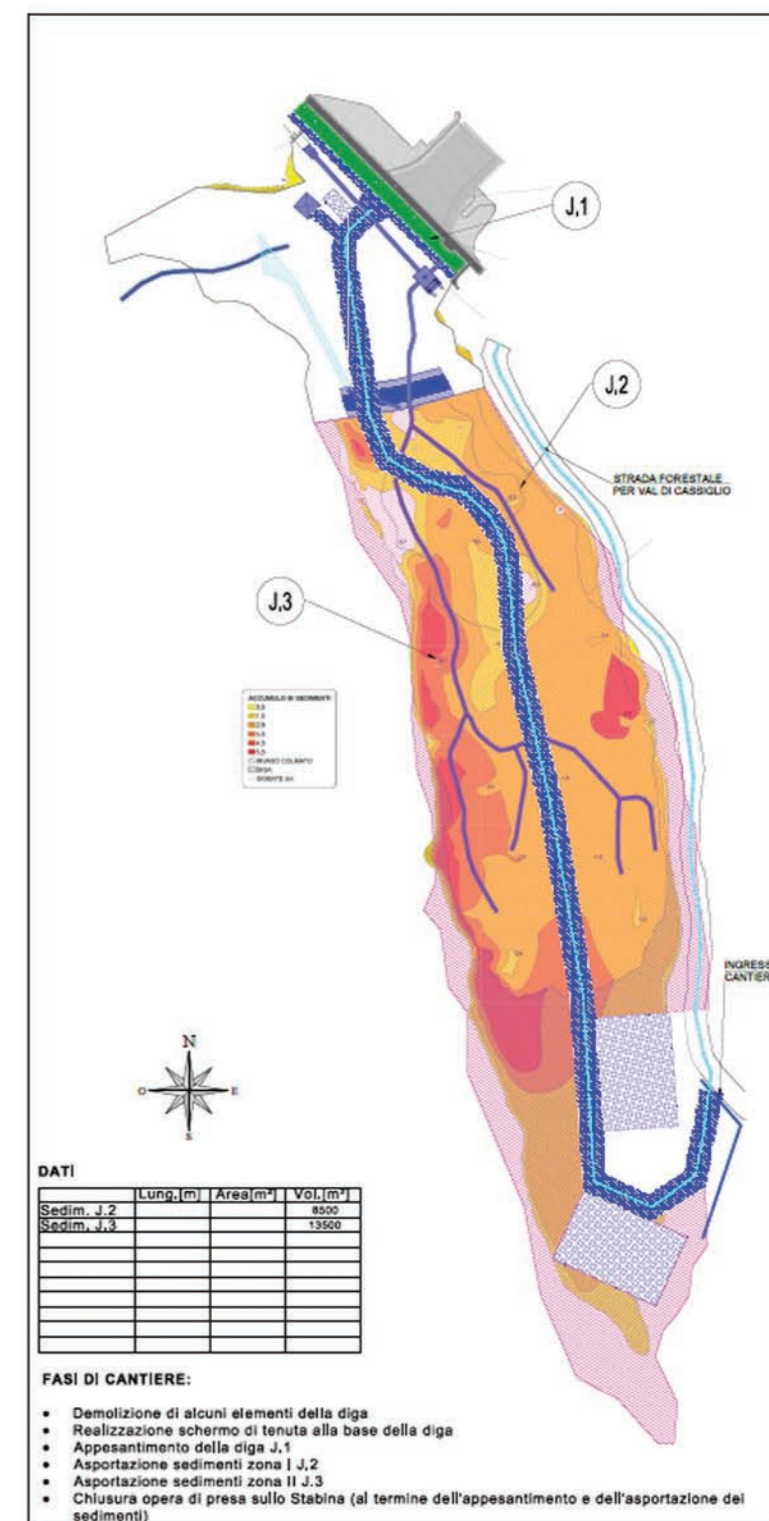 J,1
J,2
STRADA FORESTALE
PER VAL DI CASSIGLIO
J,3
ACCUMULO DI SEDIMENTI
DIGA
INGRESS
CANTIER
N
O
E
S
DATI
Lung.[m] Area[m²] Vol.[m³]
Sedim. J.2 8500
Sedim. J.3 13500
FASI DI CANTIERE:
• Demolizione di alcuni elementi della diga
• Realizzazione schermo di tenuta alla base della diga
• Appesantimento della diga J.1
• Asportazione sedimenti zona I J.2
• Asportazione sedimenti zona II J.3
• Chiusura opera di presa sullo Stabina (al termine dell'appesantimento e dell'asportazione dei
sedimenti)